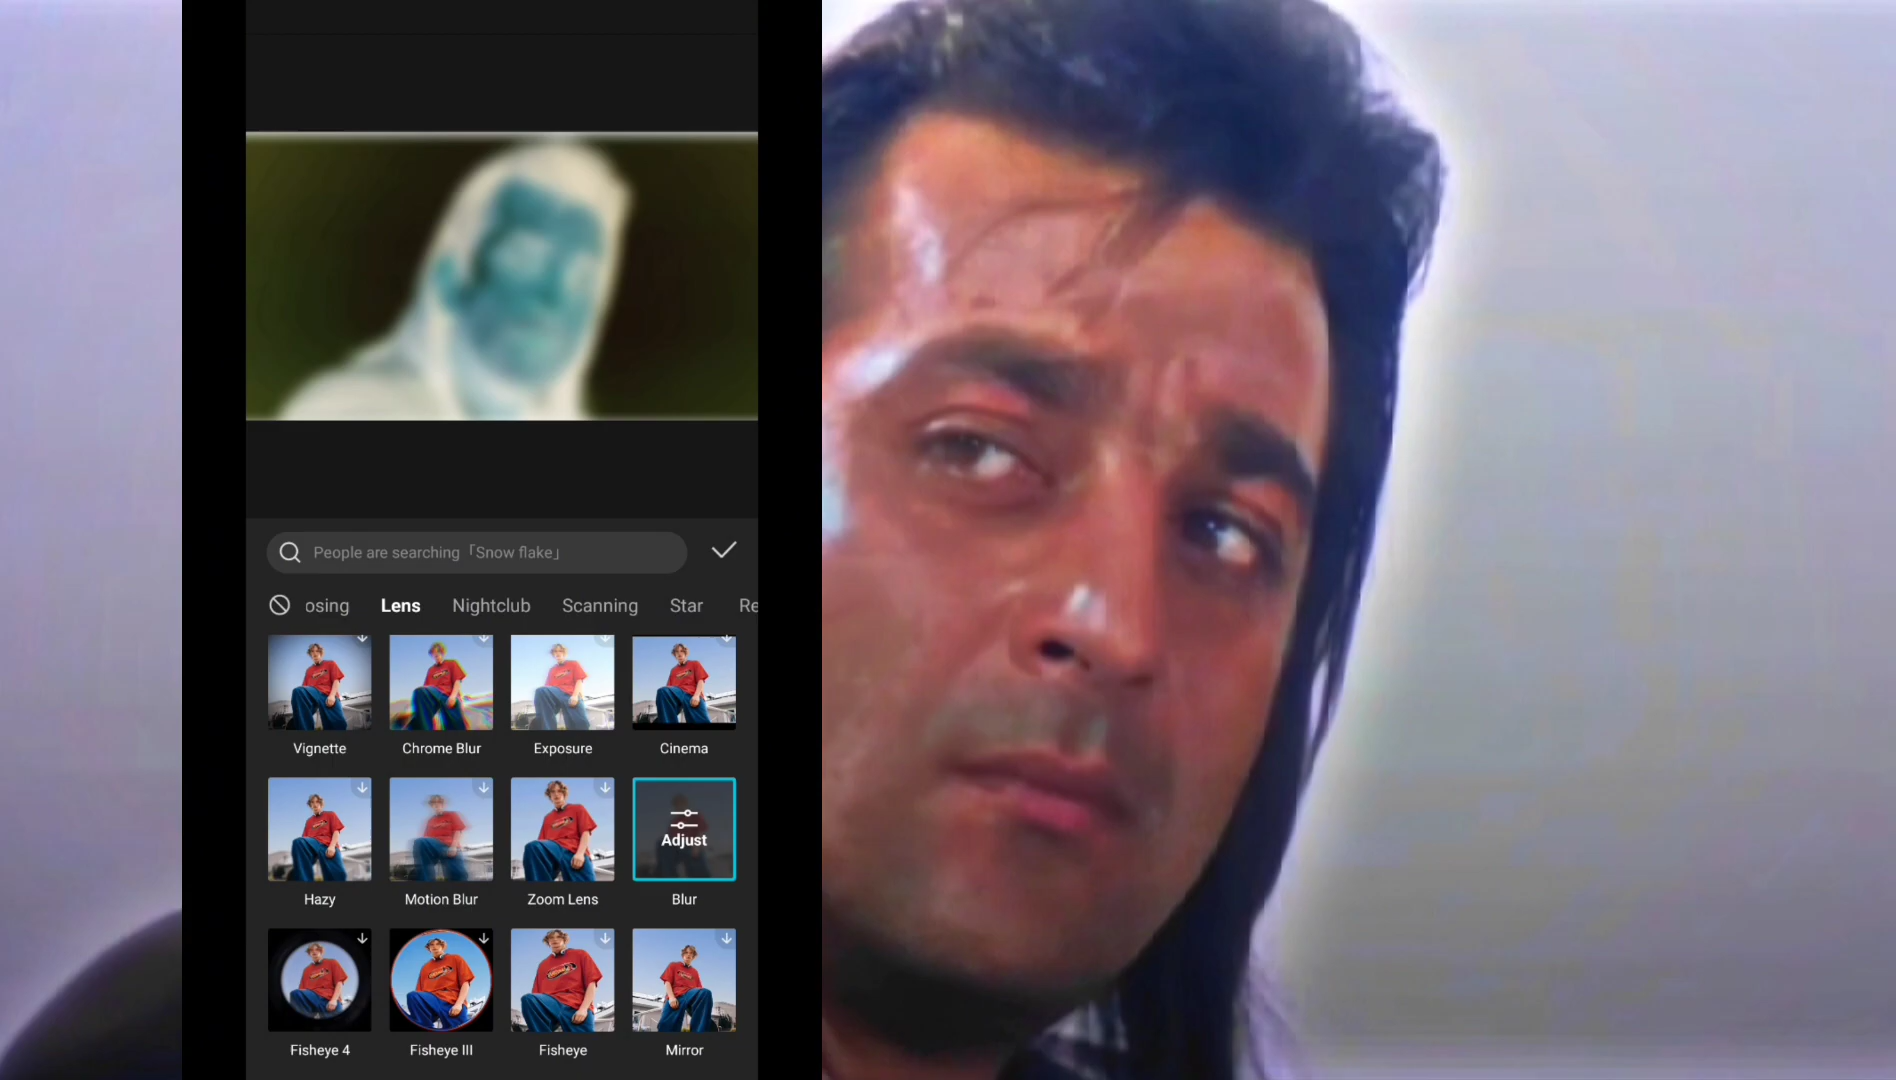 People are searching「Snow flake」
osing Lens Nightclub Scanning Star Re
Vignette Chrome Blur Exposure Cinema
Adjust
Hazy Motion Blur Zoom Lens Blur
Fisheye 4 Fisheye III Fisheye Mirror